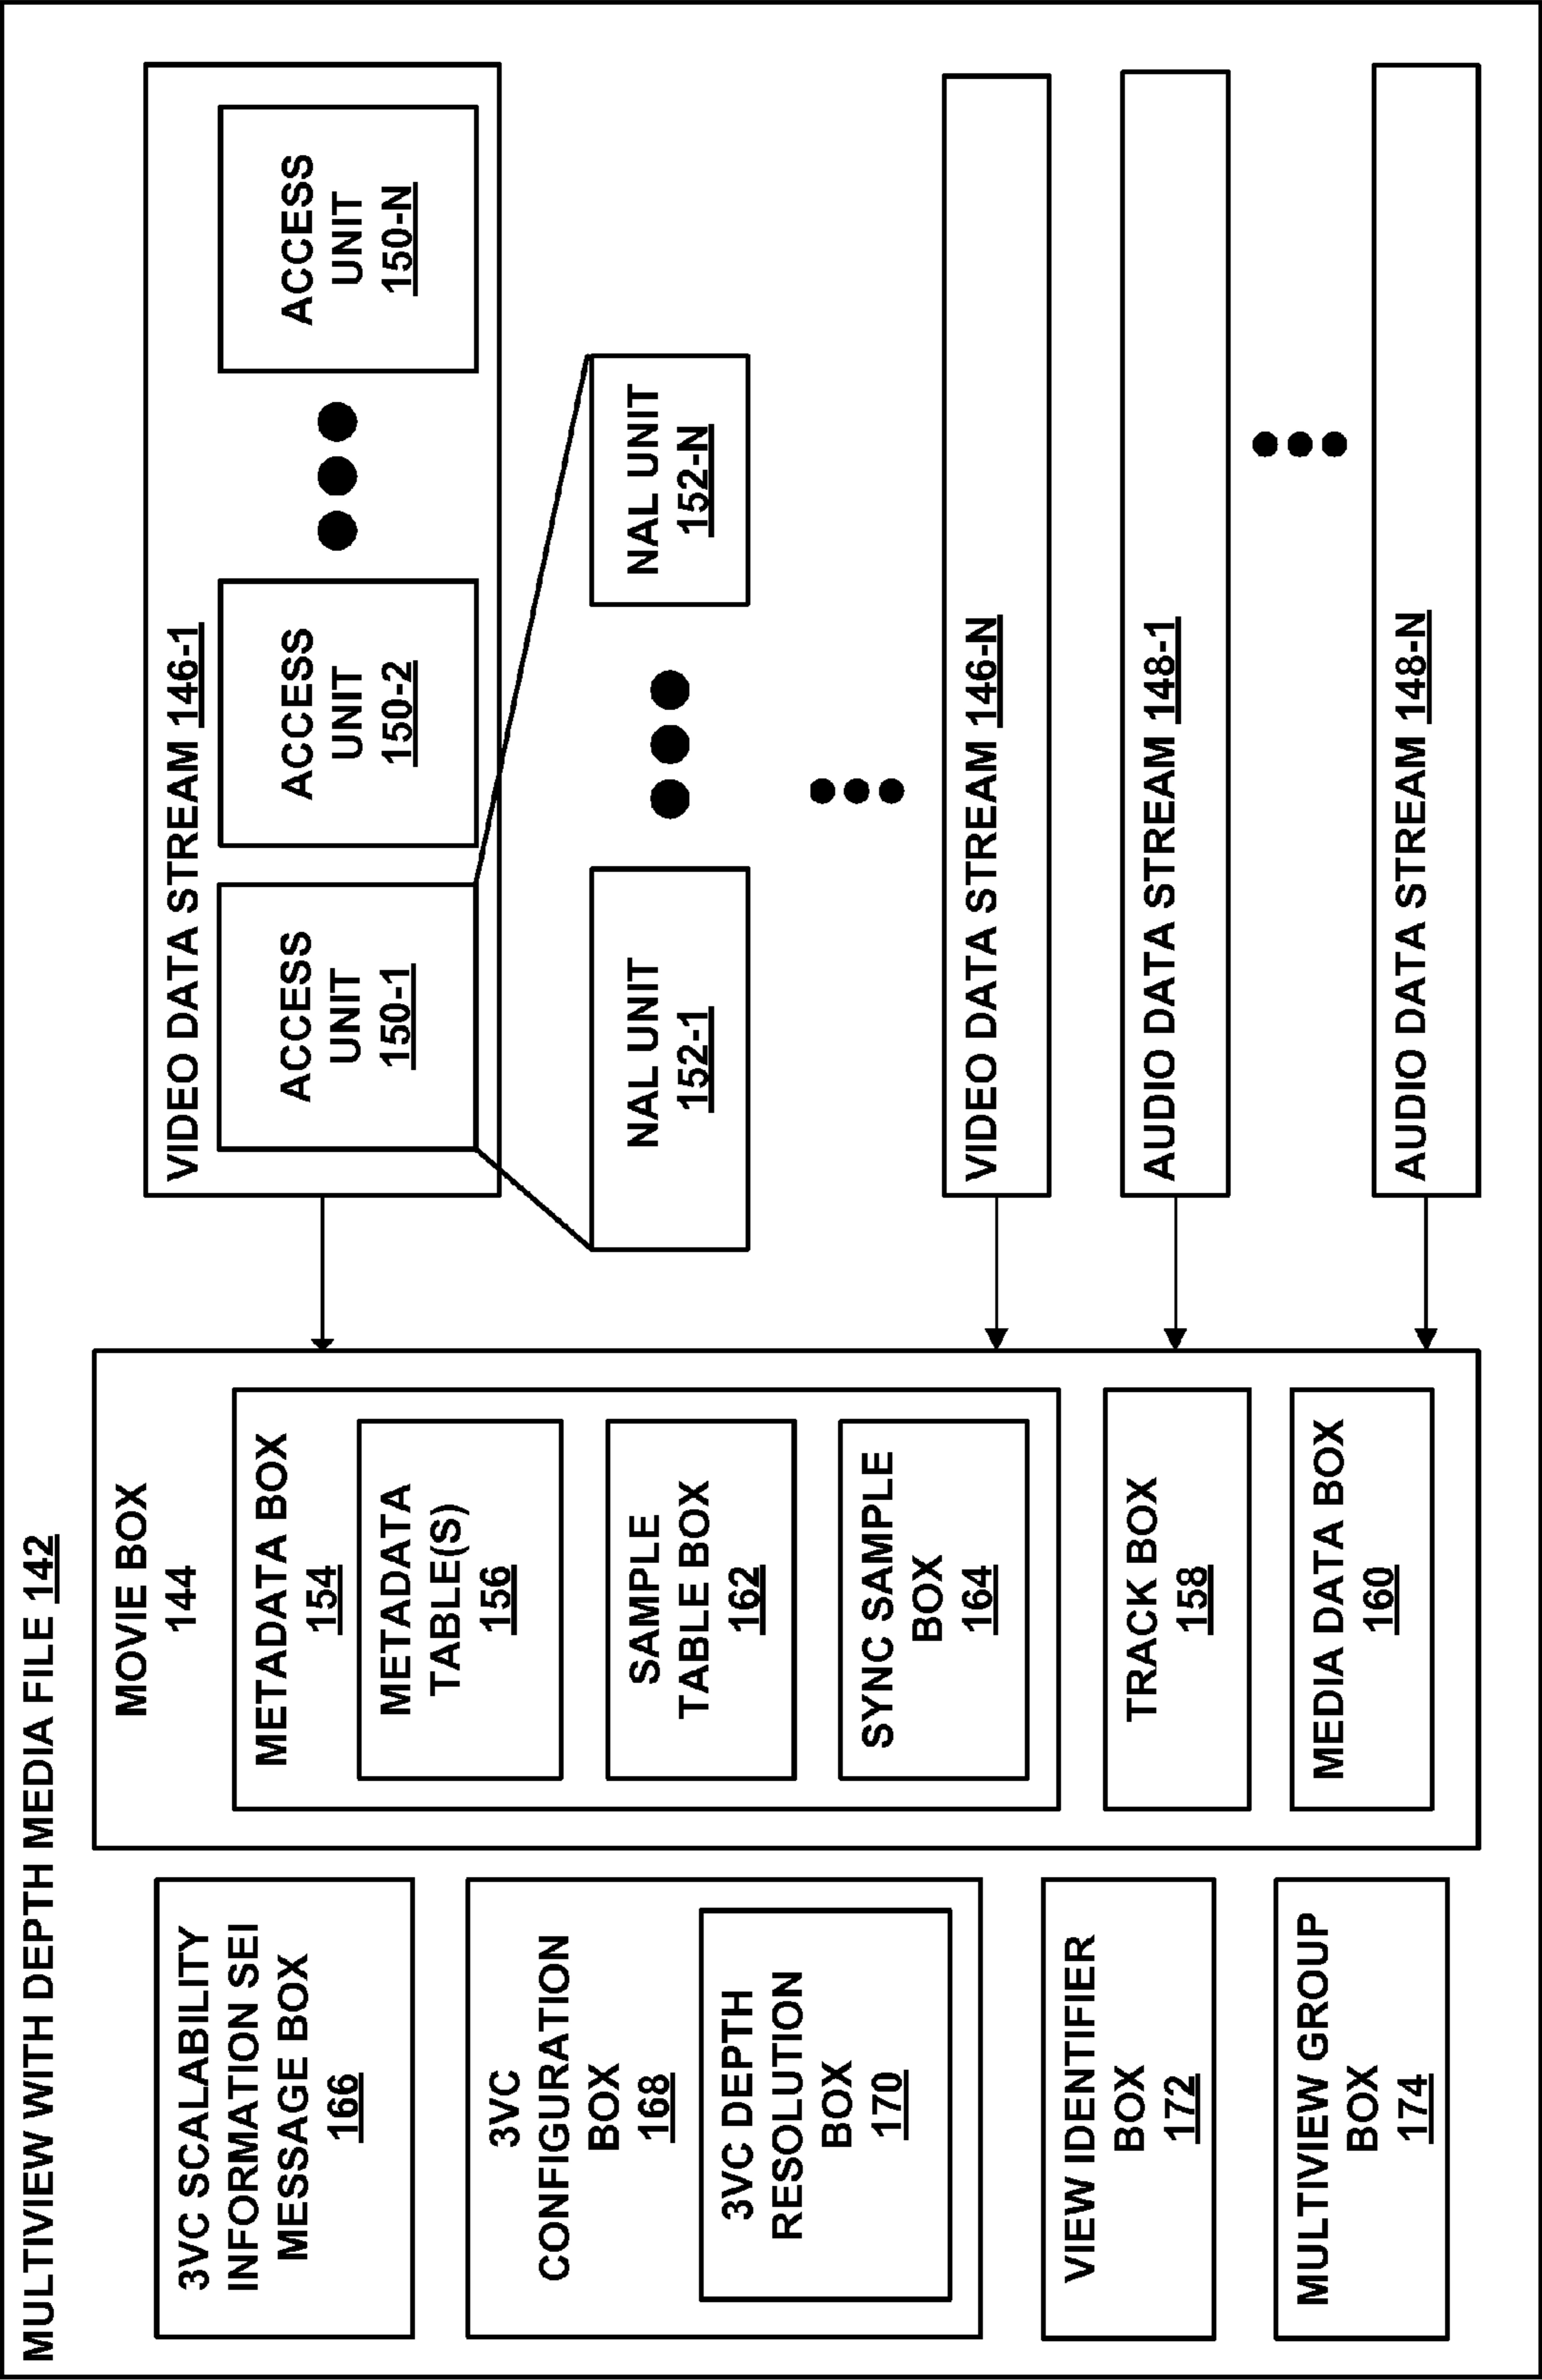 MULTIVIEW WITH DEPTH MEDIA FILE 142
3VC SCALABILITY
INFORMATION SEI
MESSAGE BOX
166
3VC
CONFIGURATION
BOX
168
3VC DEPTH
RESOLUTION
BOX
170
VIEW IDENTIFIER
BOX
172
MULTIVIEW GROUP
BOX
174
MOVIE BOX
144
METADATA BOX
154
METADATA
TABLE(S)
156
SAMPLE
TABLE BOX
162
SYNC SAMPLE
BOX
164
TRACK BOX
158
MEDIA DATA BOX
160
VIDEO DATA STREAM 146-1
ACCESS
UNIT
150-1
ACCESS
UNIT
150-2
ACCESS
UNIT
150-N
NAL UNIT
152-1
NAL UNIT
152-N
VIDEO DATA STREAM 146-N
AUDIO DATA STREAM 148-1
AUDIO DATA STREAM 148-N